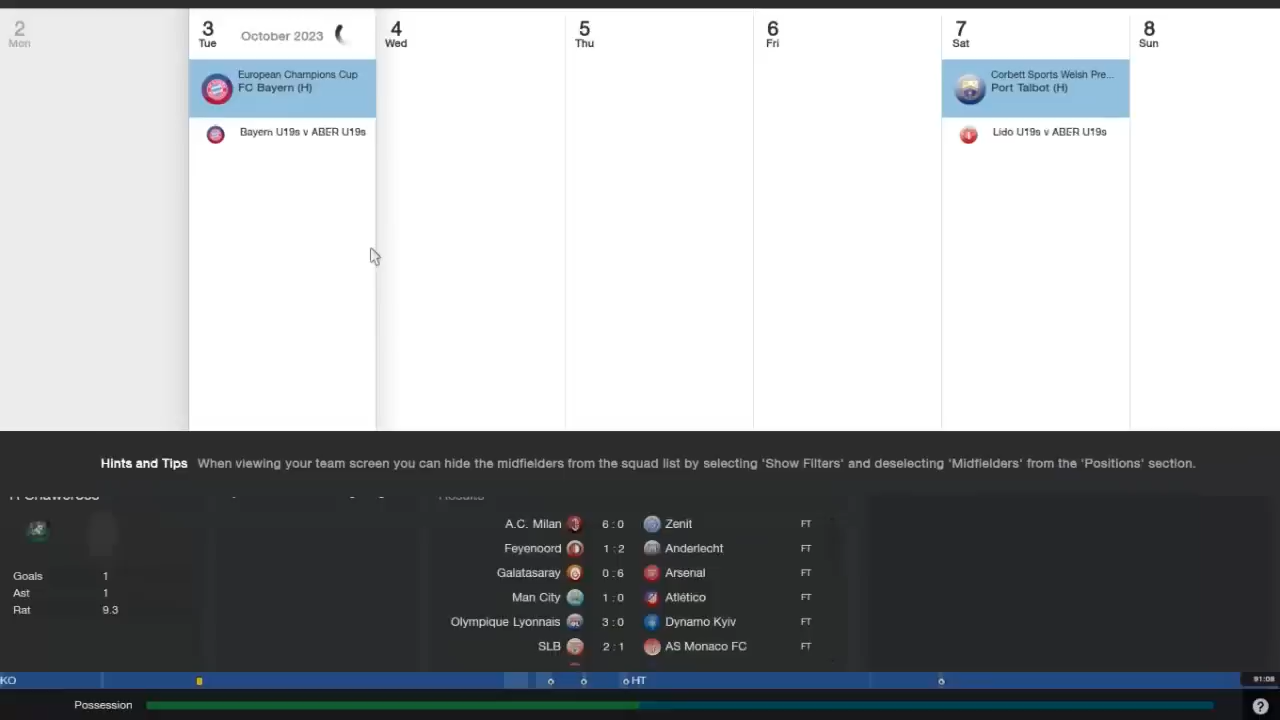 2
Mon
3
Tue
October 2023
4
Wed
5
Thu
6
Fri
7
Sat
8
Sun
European Champions Cup
FC Bayern (H)
Bayern U19s v ABER U19s
Corbett Sports Welsh Pre...
Port Talbot (H)
Lido U19s v ABER U19s
Hints and Tips When viewing your team screen you can hide the midfielders from the squad list by selecting 'Show Filters' and deselecting 'Midfielders' from the 'Positions' section.
Results
A.C. Milan 6 : 0 Zenit FT
Feyenoord 1 : 2 Anderlecht FT
Galatasaray 0 : 6 Arsenal FT
Man City 1 : 0 Atlético FT
Olympique Lyonnais 3 : 0 Dynamo Kyiv FT
SLB 2 : 1 AS Monaco FC FT
Goals 1
Ast 1
Rat 9.3
KO
HT
91:08
Possession
?